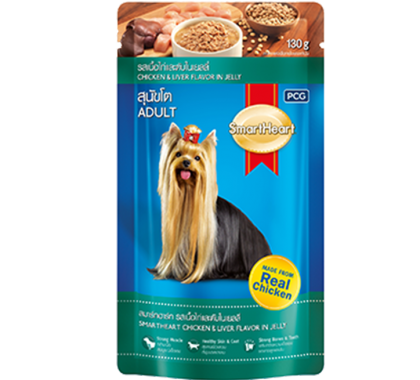 130 g
รสเนื้อไก่และตับในเยลลี่
CHICKEN & LIVER FLAVOR IN JELLY
สุนัขโต
ADULT
PCG
SmartHeart
MADE FROM
Real
Chicken
สมาร์ทฮาร์ท รสเนื้อไก่และตับในเยลลี่
SMARTHEART CHICKEN & LIVER FLAVOR IN JELLY
Strong Muscle
Healthy Skin & Coat
Strong Bones & Teeth